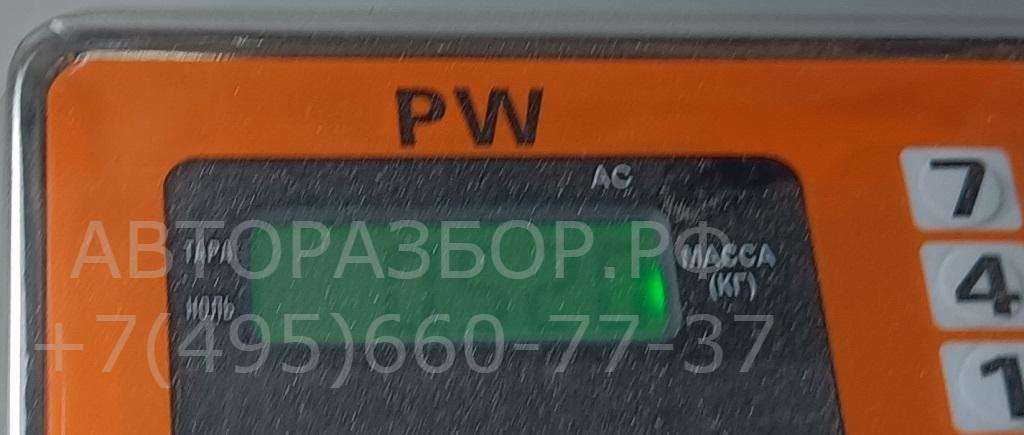 PW
AC
7
АВТОРАЗБОР.РФ
ТАРА
МАССА
(КГ)
4
НОЛЬ
+7(495)660-77-37
1